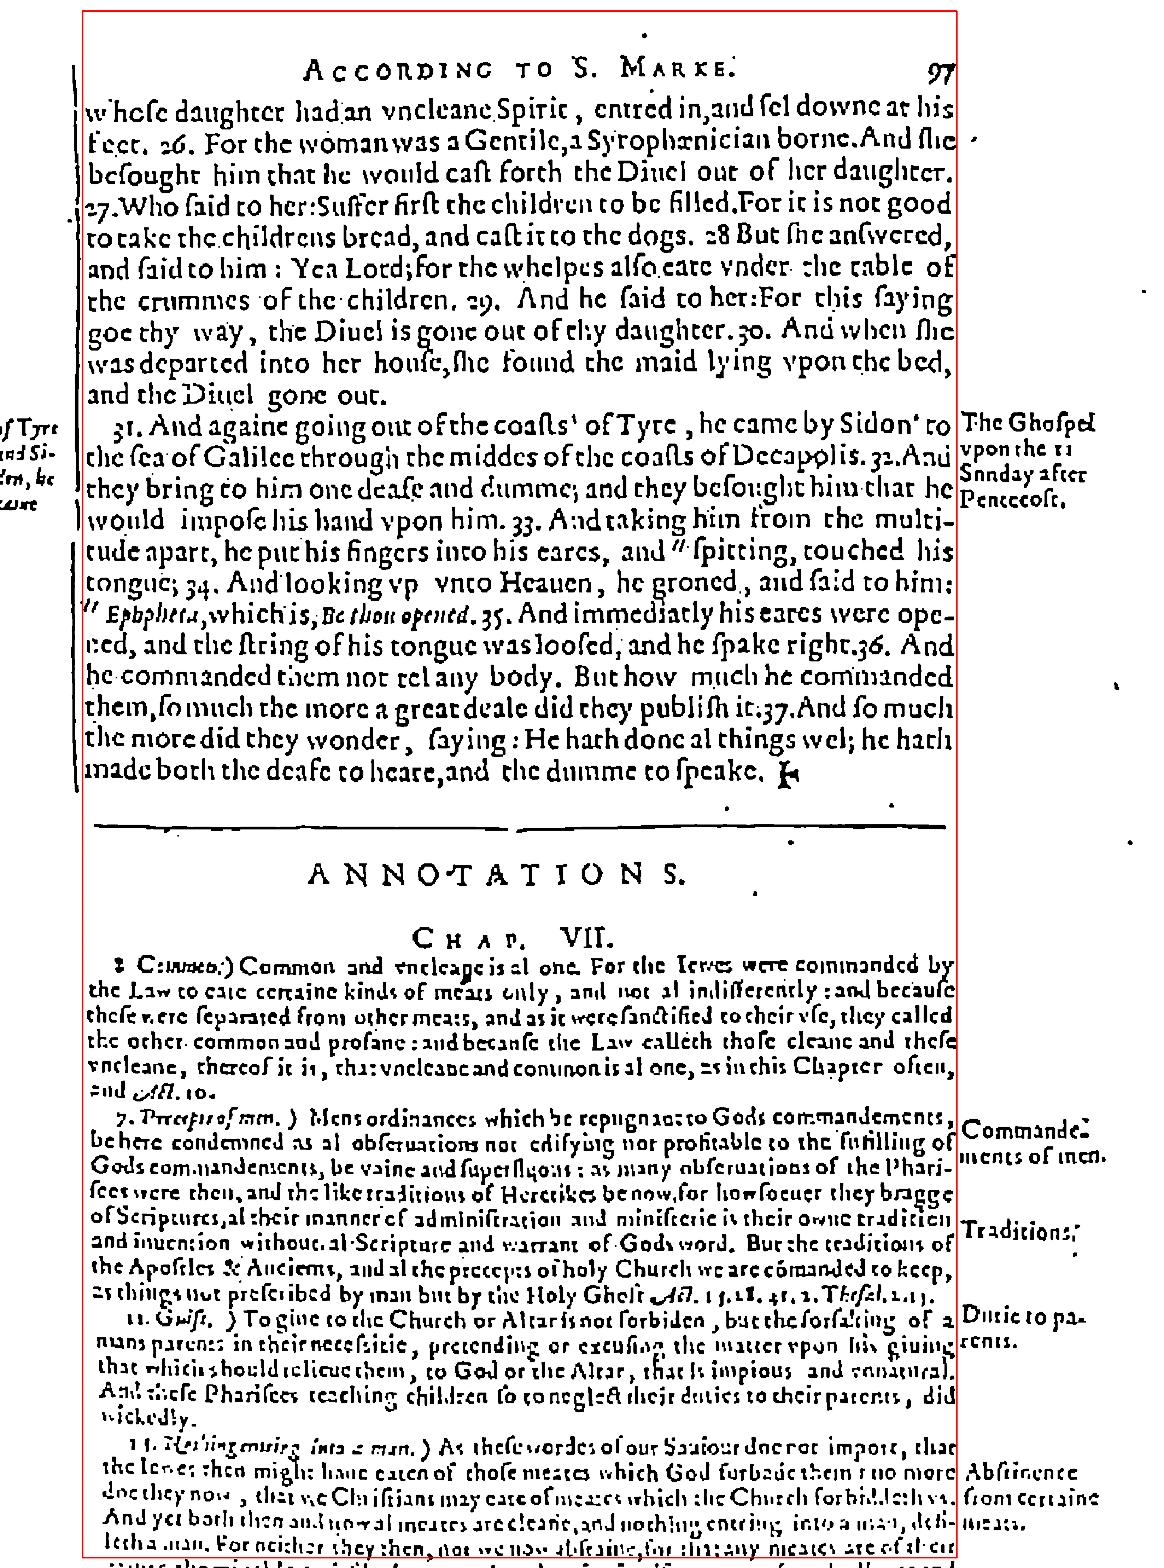 ACCORDING TO S. MARKE. 97
whose daughter had an vncleane Spirit, entred in, and fel downe at his
feet. 26. For the woman was a Gentile, a Syrophænician borne. And she
besought him that he would cast forth the Diuel out of her daughter.
27. Who said to her: Suffer first the children to be filled. For it is not good
to take the childrens bread, and cast it to the dogs. 28 But she answered,
and said to him: Yea Lord; for the whelpes also eate vnder the table of
the crummes of the children. 29. And he said to her: For this saying
goe thy way, the Diuel is gone out of thy daughter. 30. And when she
was departed into her house, she found the maid lying vpon the bed,
and the Diuel gone out.
31. And againe going out of the coasts' of Tyre, he came by Sidon' to
the sea of Galilee through the middes of the coasts of Decapolis. 32. And
they bring to him one deafe and dumme; and they besought him that he
would impose his hand vpon him. 33. And taking him from the multi-
tude apart, he put his fingers into his eares, and " spitting, touched his
tongue; 34. And looking vp vnto Heauen, he groned, and said to him:
" Ephpheta, which is, Be thou opened. 35. And immediatly his eares were ope-
ned, and the string of his tongue was loosed, and he spake right. 36. And
he commanded them not tel any body. But how much he commanded
them, so much the more a great deale did they publish it. 37. And so much
the more did they wonder, saying: He hath done al things wel; he hath
made both the deafe to heare, and the dumme to speake.
of Tyre
and Si-
don, he
came
The Ghospel
vpon the 11
Snnday after
Pentecost.
ANNOTATIONS.
CHAP. VII.
2 Common.) Common and vncleane is al one. For the Iewes were commanded by
the Law to eate certaine kinds of meats only, and not al indifferently: and because
these were separated from other meats, and as it were sanctified to their vse, they called
the other common and profane: and becanse the Law calleth those cleane and these
vncleane, thereof it is, that vncleane and common is al one, as in this Chapter often,
and Act. 10.
7. Precepts of men.) Mens ordinances which be repugnant to Gods commandements,
be here condemned as al obseruations not edifying nor profitable to the fulfilling of
Gods commandements, be vaine and superfluous: as many obseruations of the Phari-
sees were then, and the like traditions of Heretikes be now, for howsoeuer they bragge
of Scriptures, al their manner of administration and ministerie is their owne tradition
and inuention without al Scripture and warrant of Gods word. But the traditions of
the Apostles & Ancients, and al the precepts of holy Church we are cōmanded to keep,
as things not prescribed by man but by the Holy Ghost Act. 15. 28. 41. 2. Thessal. 2. 15.
11. Guift.) To giue to the Church or Altar is not forbiden, but the forsaking of a
mans parents in their necessitie, pretending or excusing the matter vpon his giuing
that which should relieue them, to God or the Altar, that is impious and vnnatural.
And these Pharisees teaching children so to neglect their duties to their parents, did
wickedly.
15. Nothing entring into a man.) As these wordes of our Sauiour doe not import, that
the Iewes then might haue eaten of those meates which God forbade them: no more
doe they now, that we Christians may eate of meates which the Church forbiddeth vs.
And yet both then and now al meates are cleane, and nothing entring into a man, defi-
leth a man. For neither they then, not we now abstaine, for that any meates are of their
Commande-
ments of men.
Traditions.
Dutie to pa-
rents.
Abstinence
from certaine
meats.